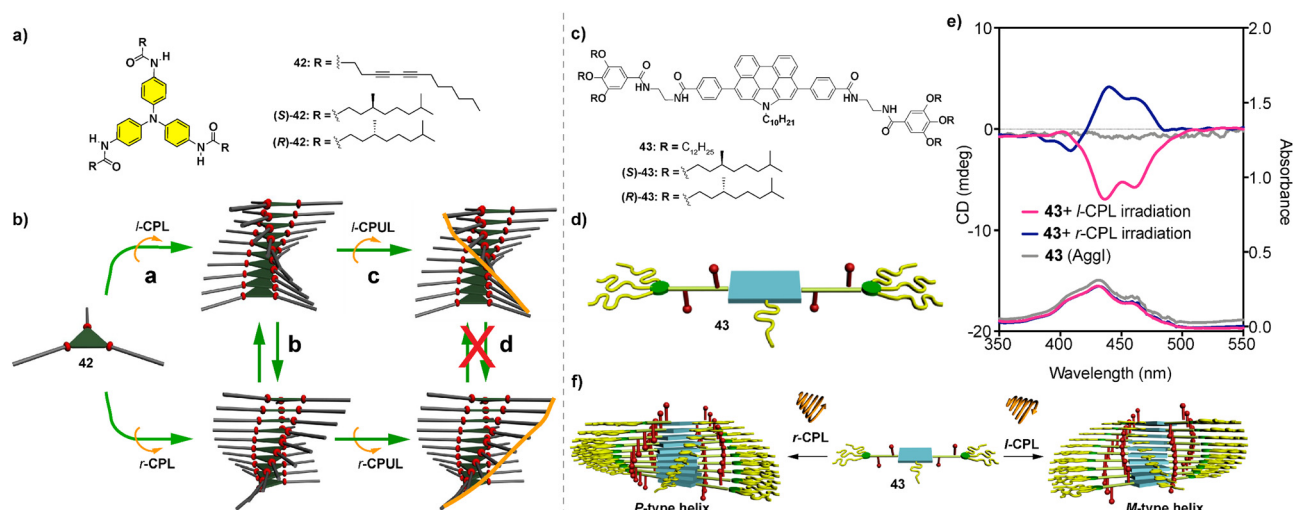 a)
R
O
N
H
N
H
N
O
R
H
N
O
R
42: R =
(S)-42: R =
(R)-42: R =
b)
42
l-CPL
a
l-CPUL
c
b
d
r-CPL
r-CPUL
c)
RO
RO
RO
O
N
H
NH
O
N
C10H21
O
NH
H
N
O
OR
OR
OR
43: R = C12H25
(S)-43: R =
(R)-43: R =
d)
43
e)
CD (mdeg)
10
0
-10
-20
2.0
1.5
1.0
0.5
0.0
Absorbance
43+ l-CPL irradiation
43+ r-CPL irradiation
43 (AggI)
350
400
450
500
550
Wavelength (nm)
f)
r-CPL
l-CPL
43
P-type helix
M-type helix